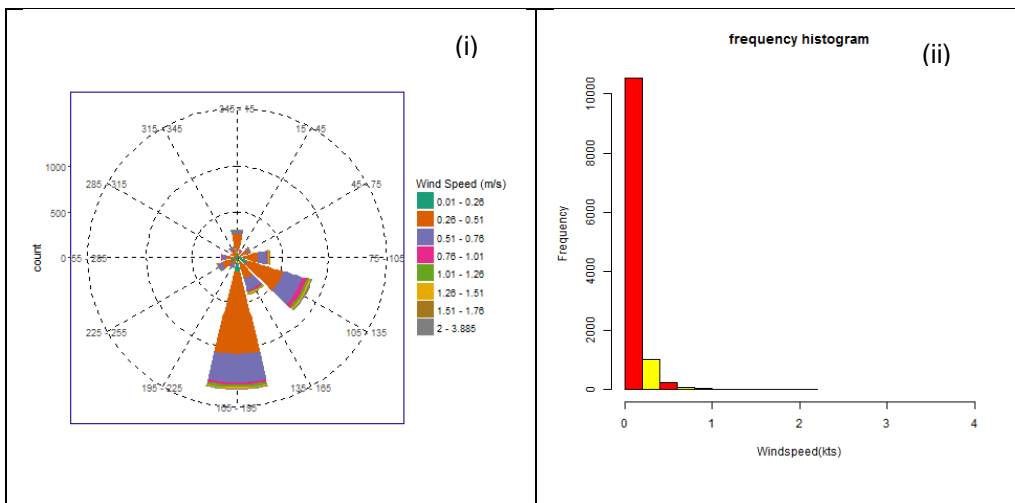 (i)
345 - 15
315 - 345
15 - 45
1000
285 - 315
45 - 75
500
0
55 - 285
75 - 105
count
225 - 255
105 - 135
195 - 225
135 - 165
165 - 195
Wind Speed (m/s)
0.01 - 0.26
0.26 - 0.51
0.51 - 0.76
0.76 - 1.01
1.01 - 1.26
1.26 - 1.51
1.51 - 1.76
2 - 3.885
frequency histogram
(ii)
Frequency
10000
8000
6000
4000
2000
0
0
1
2
3
4
Windspeed(kts)